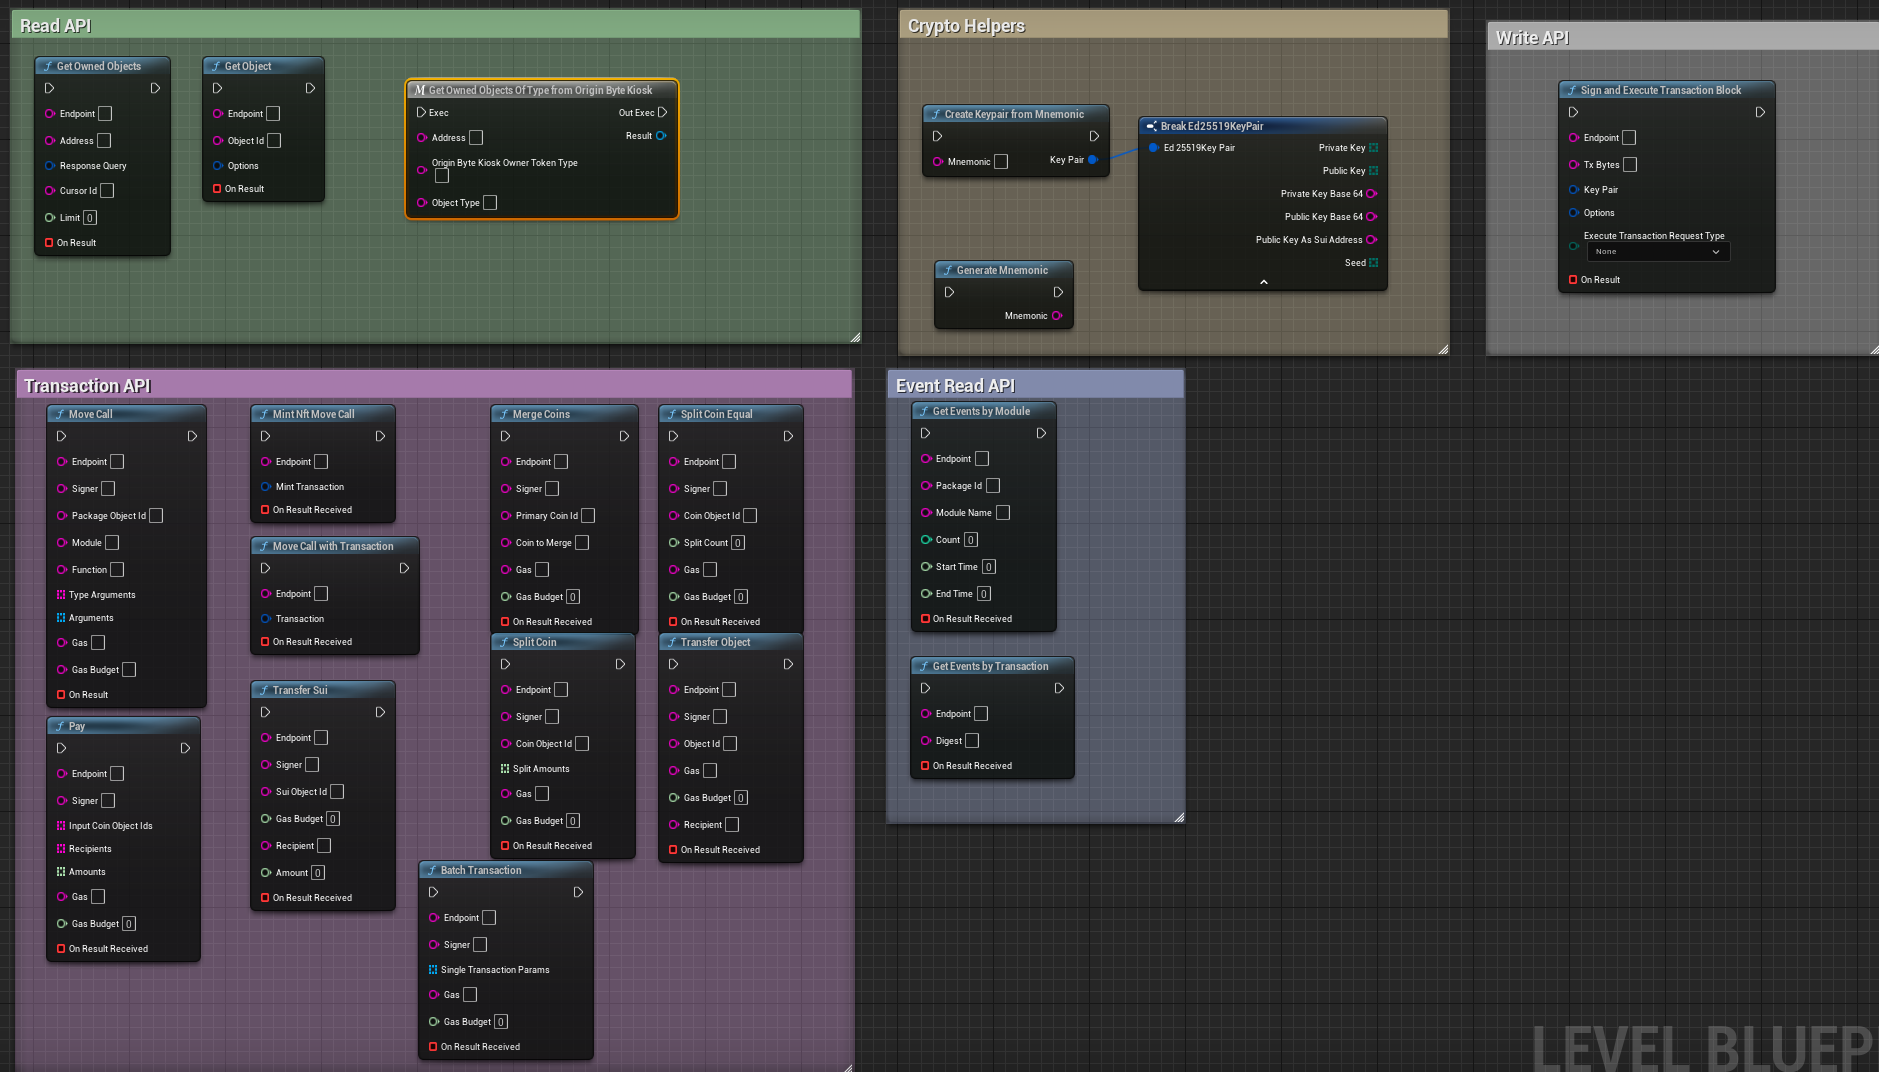 Read API
Get Owned Objects
Endpoint
Address
Response Query
Cursor Id
Limit 0
On Result
Get Object
Endpoint
Object Id
Options
On Result
M Get Owned Objects Of Type from Origin Byte Kiosk
Exec Out Exec
Address Result
Origin Byte Kiosk Owner Token Type
Object Type
Crypto Helpers
Create Keypair from Mnemonic
Mnemonic Key Pair
Break Ed25519KeyPair
Ed 25519Key Pair Private Key
Public Key
Private Key Base 64
Public Key Base 64
Public Key As Sui Address
Seed
Generate Mnemonic
Mnemonic
Write API
Sign and Execute Transaction Block
Endpoint
Tx Bytes
Key Pair
Options
Execute Transaction Request Type
None
On Result
Transaction API
Move Call
Endpoint
Signer
Package Object Id
Module
Function
Type Arguments
Arguments
Gas
Gas Budget
On Result
Pay
Endpoint
Signer
Input Coin Object Ids
Recipients
Amounts
Gas
Gas Budget 0
On Result Received
Mint Nft Move Call
Endpoint
Mint Transaction
On Result Received
Move Call with Transaction
Endpoint
Transaction
On Result Received
Transfer Sui
Endpoint
Signer
Sui Object Id
Gas Budget 0
Recipient
Amount 0
On Result Received
Merge Coins
Endpoint
Signer
Primary Coin Id
Coin to Merge
Gas
Gas Budget 0
On Result Received
Split Coin Equal
Endpoint
Signer
Coin Object Id
Split Count 0
Gas
Gas Budget 0
On Result Received
Split Coin
Endpoint
Signer
Coin Object Id
Split Amounts
Gas
Gas Budget 0
On Result Received
Transfer Object
Endpoint
Signer
Object Id
Gas
Gas Budget 0
Recipient
On Result Received
Batch Transaction
Endpoint
Signer
Single Transaction Params
Gas
Gas Budget 0
On Result Received
Event Read API
Get Events by Module
Endpoint
Package Id
Module Name
Count 0
Start Time 0
End Time 0
On Result Received
Get Events by Transaction
Endpoint
Digest
On Result Received
LEVEL BLUEP